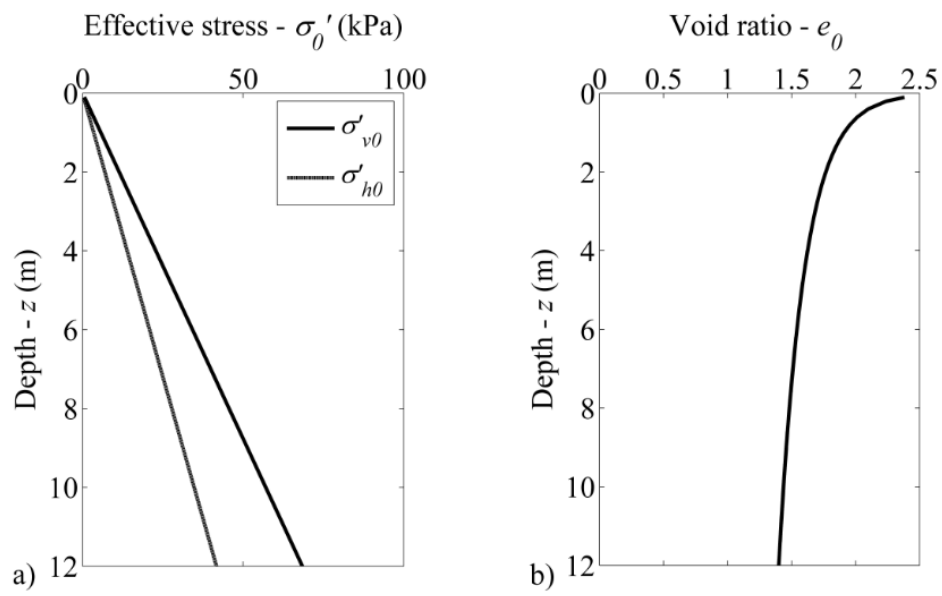 Effective stress - σ₀' (kPa)
0 50 100
0
2
4
6
8
10
12
Depth - z (m)
σ'v0
σ'h0
a)
Void ratio - e₀
0 0.5 1 1.5 2 2.5
0
2
4
6
8
10
12
Depth - z (m)
b)